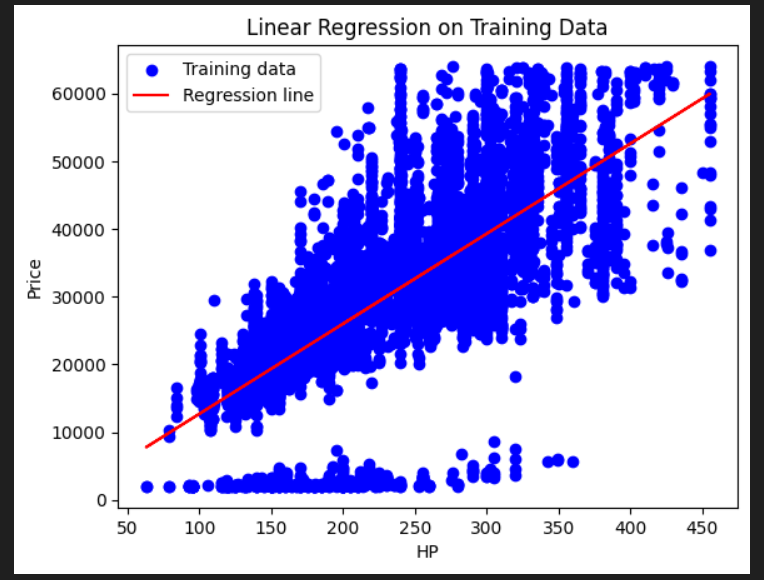 Linear Regression on Training Data
Training data
Regression line
60000
50000
40000
30000
20000
10000
0
Price
50 100 150 200 250 300 350 400 450
HP